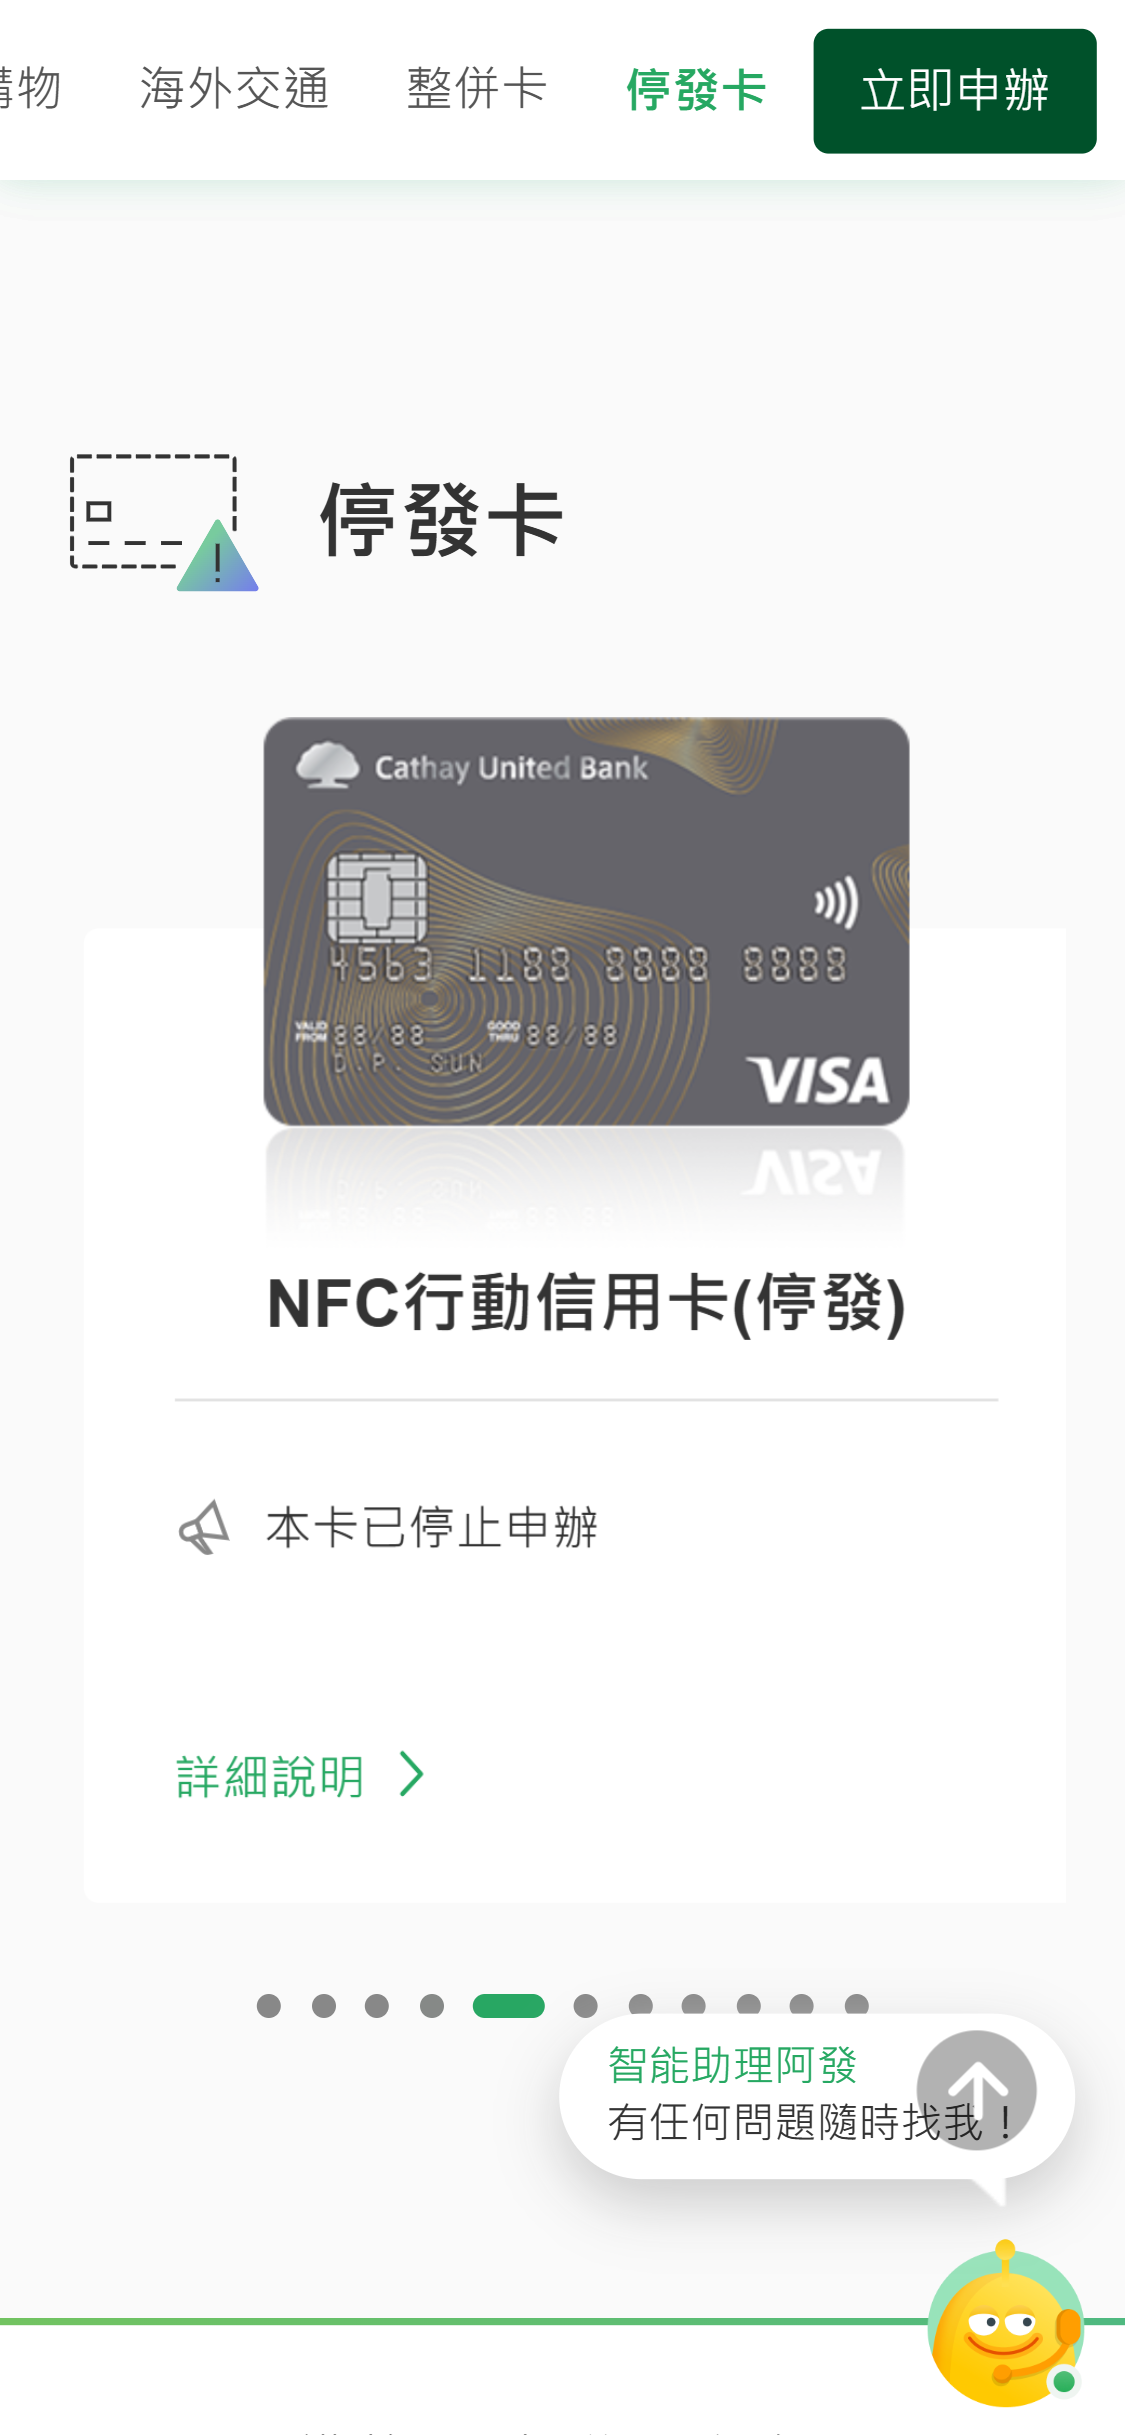 物
海外交通
整併卡
停發卡
立即申辦
停發卡
Cathay United Bank
4563 1188 8888 8888
VALID FROM 88/88 GOOD THRU 88/88
D.P. SUN
VISA
NFC行動信用卡(停發)
本卡已停止申辦
詳細說明
智能助理阿發
有任何問題隨時找我！